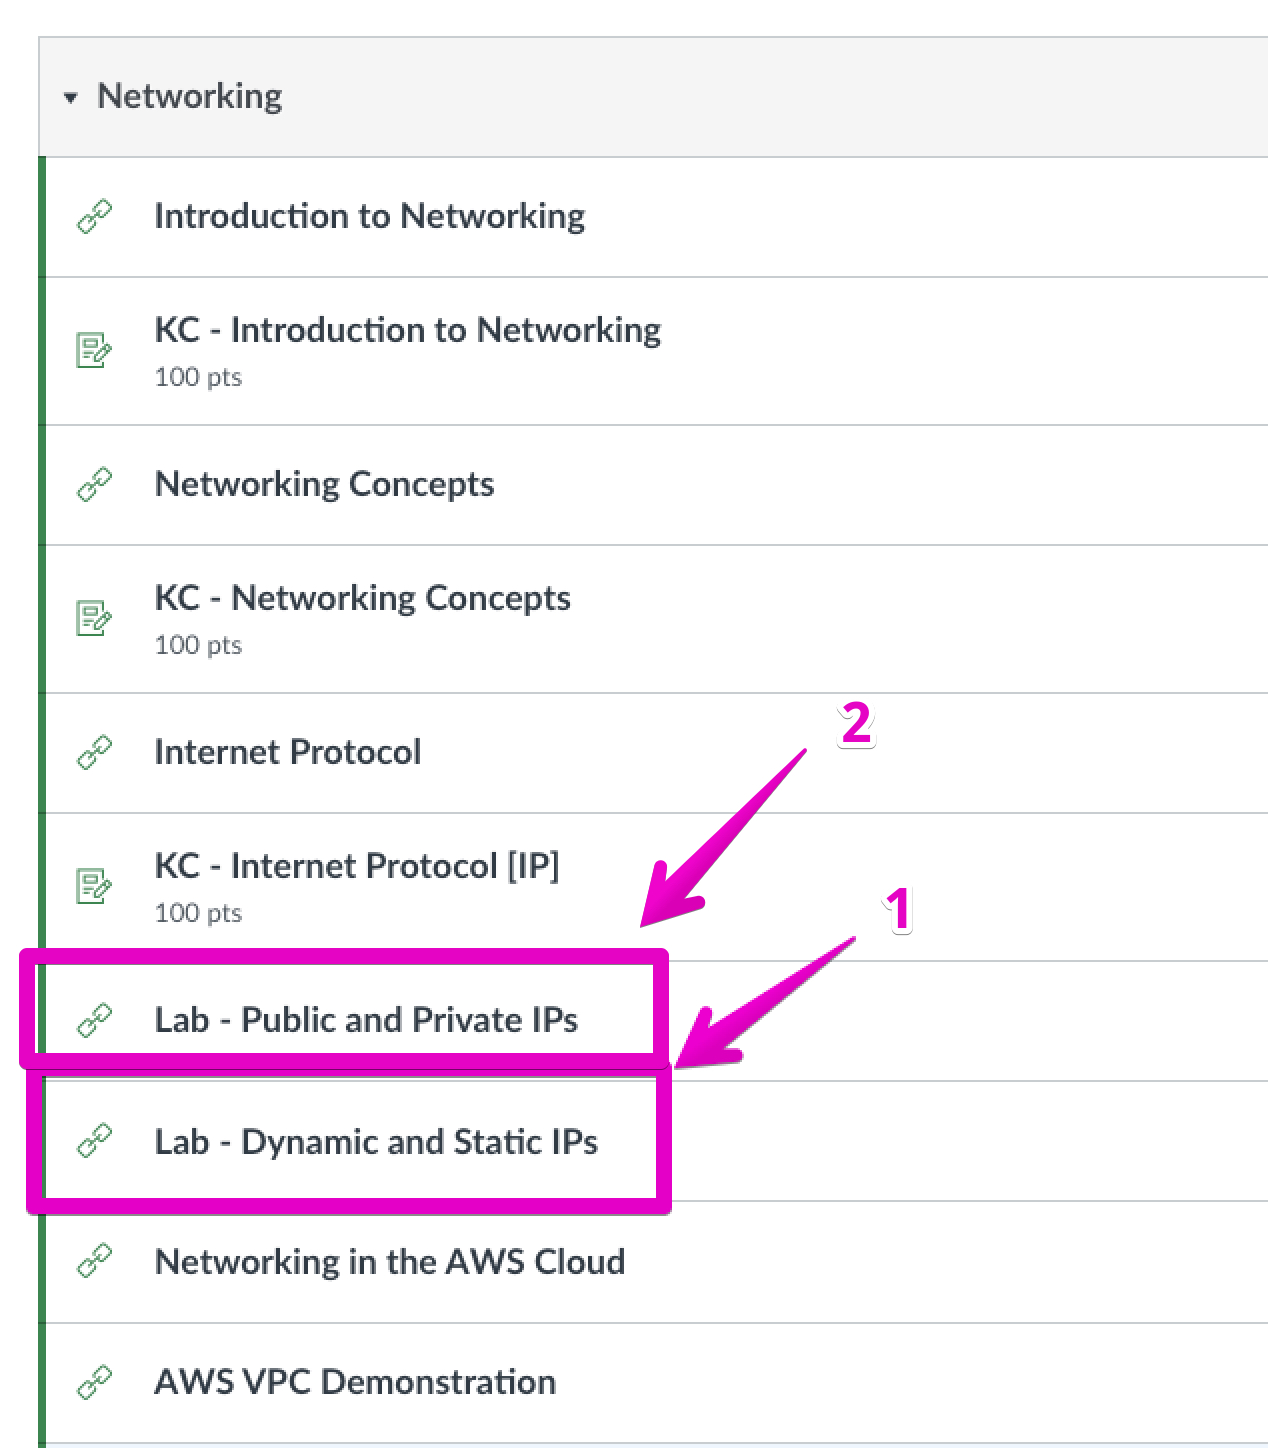 Networking
Introduction to Networking
KC - Introduction to Networking
100 pts
Networking Concepts
KC - Networking Concepts
100 pts
2
Internet Protocol
KC - Internet Protocol [IP]
1
100 pts
Lab - Public and Private IPs
Lab - Dynamic and Static IPs
Networking in the AWS Cloud
AWS VPC Demonstration